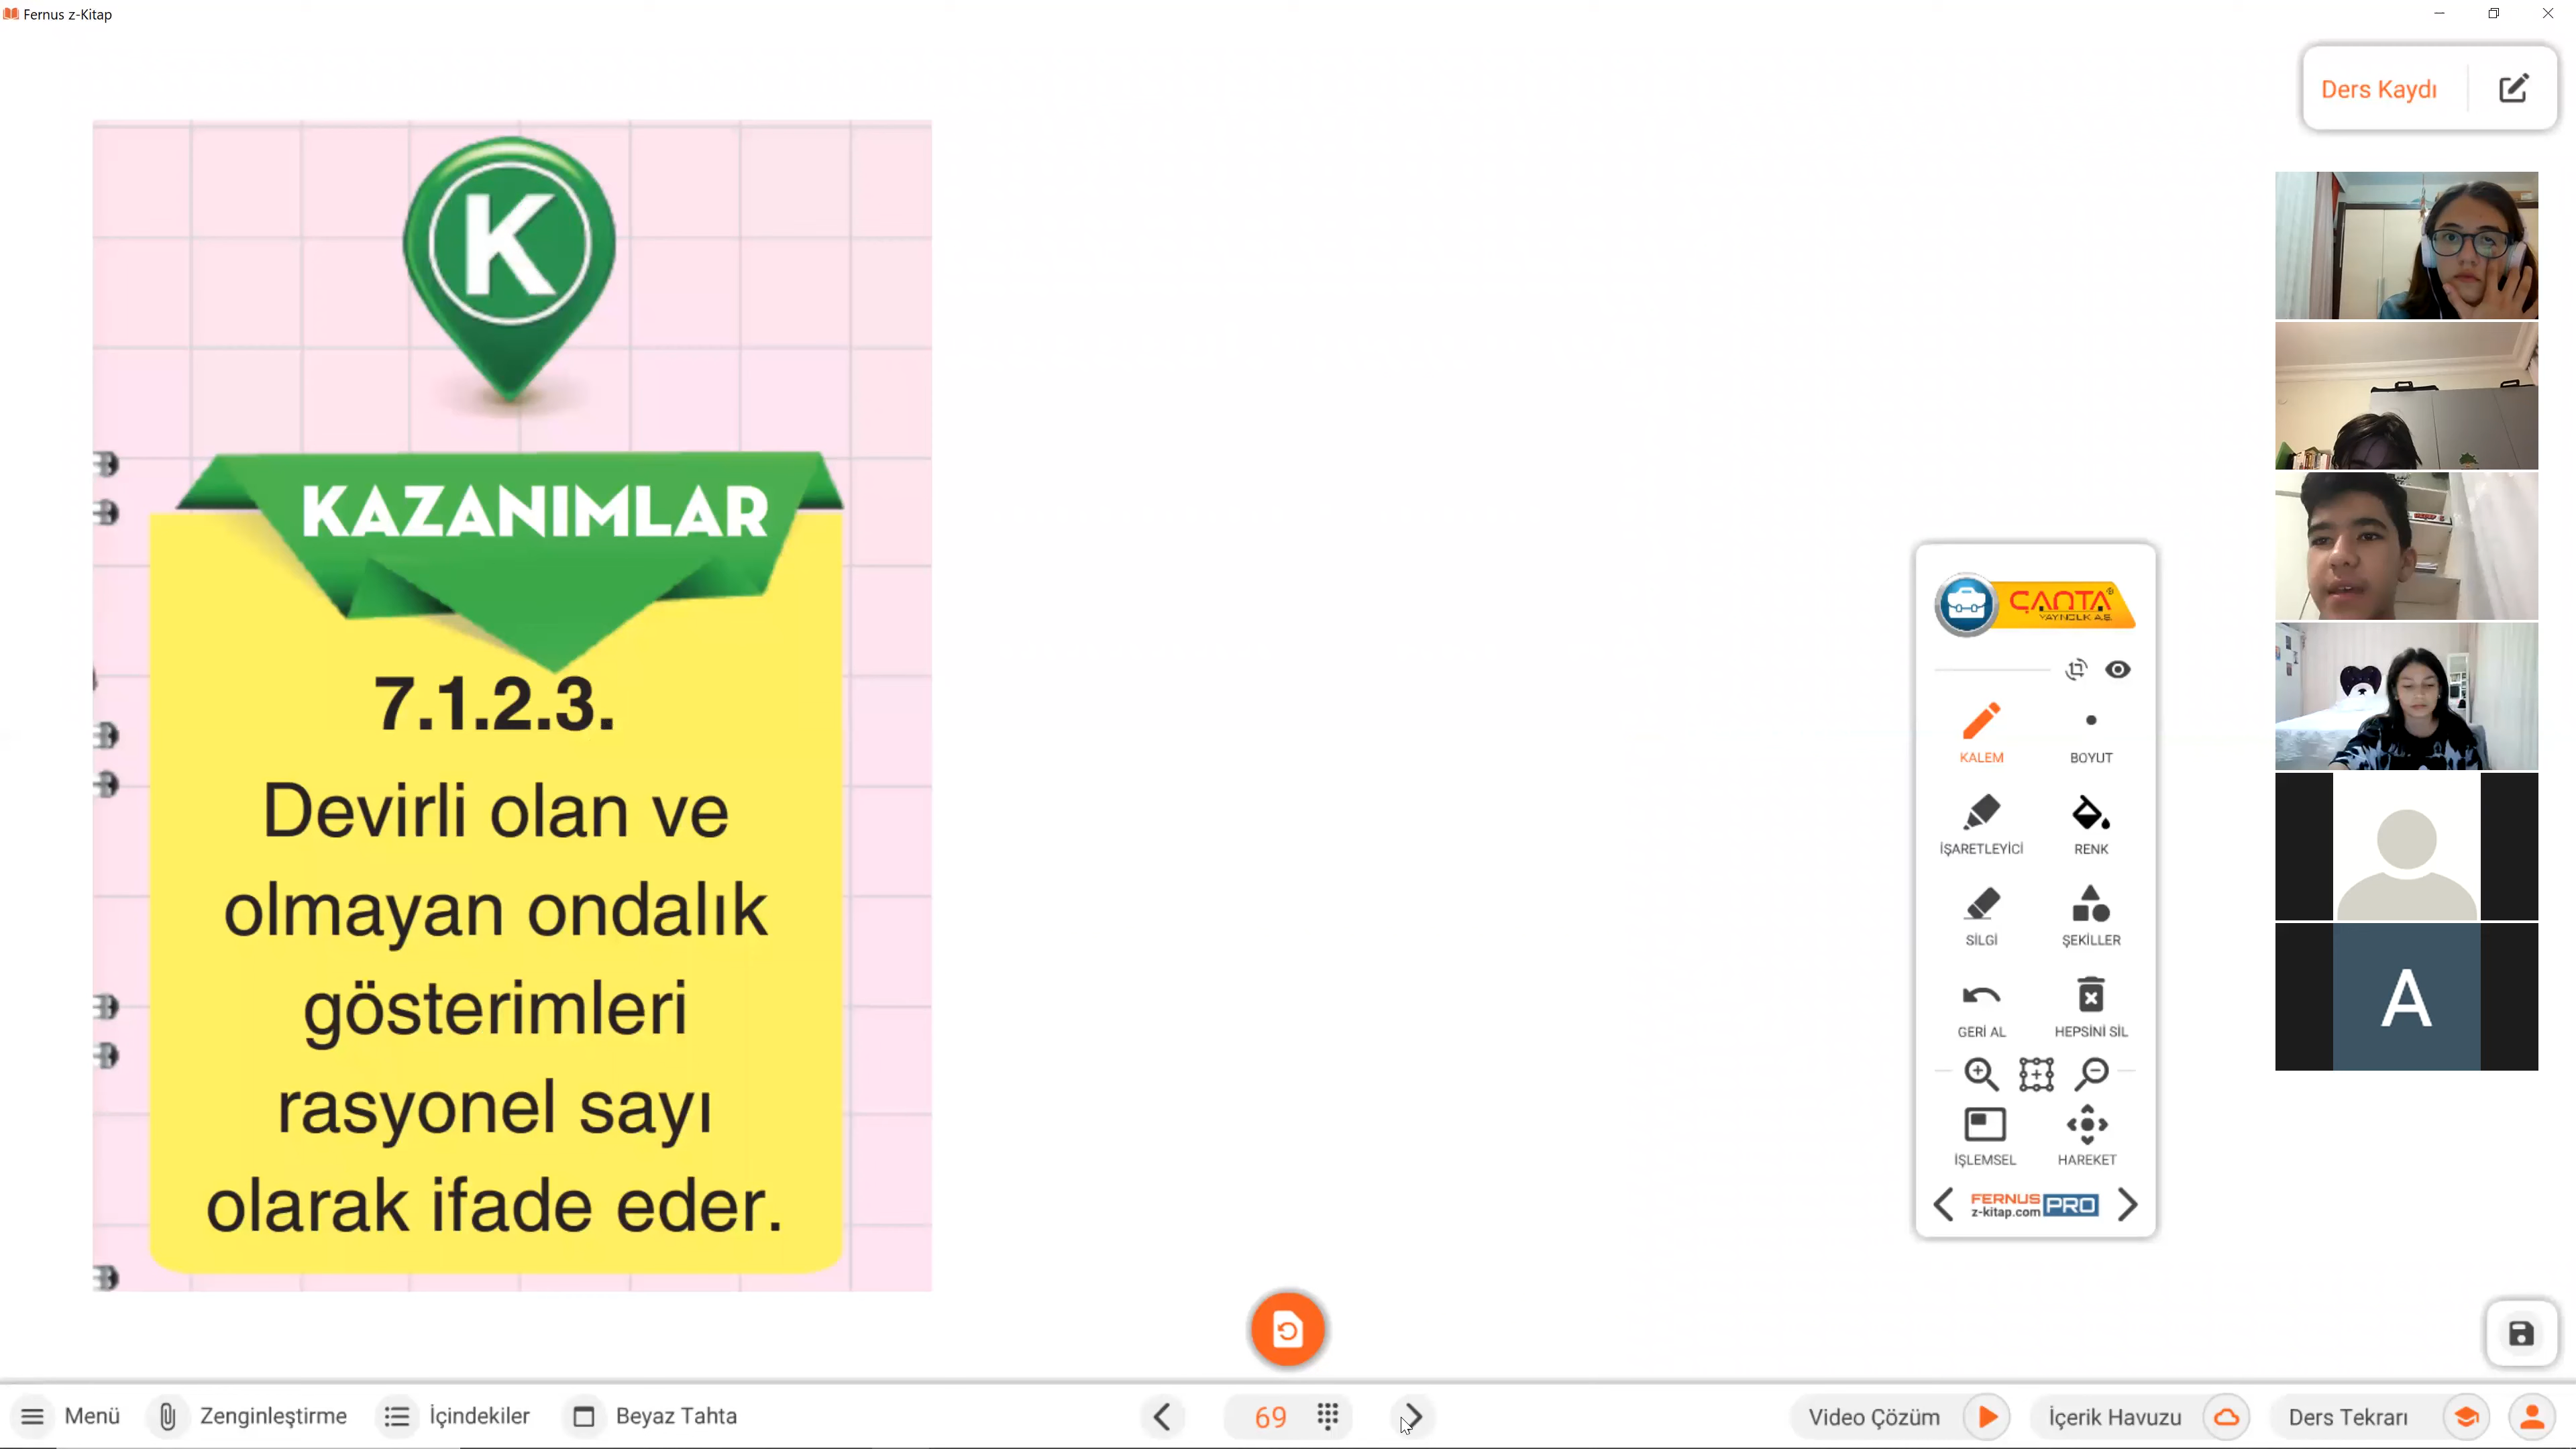 Fernus z-Kitap
Ders Kaydı
K
KAZANIMLAR
7.1.2.3.
Devirli olan ve
olmayan ondalık
gösterimleri
rasyonel sayı
olarak ifade eder.
ÇANTA
YAYINCILIK A.Ş.
KALEM
BOYUT
İŞARETLEYİCİ
RENK
SİLGİ
ŞEKİLLER
GERİ AL
HEPSİNİ SİL
İŞLEMSEL
HAREKET
FERNUS PRO
z-kitap.com
A
Menü
Zenginleştirme
İçindekiler
Beyaz Tahta
69
Video Çözüm
İçerik Havuzu
Ders Tekrarı